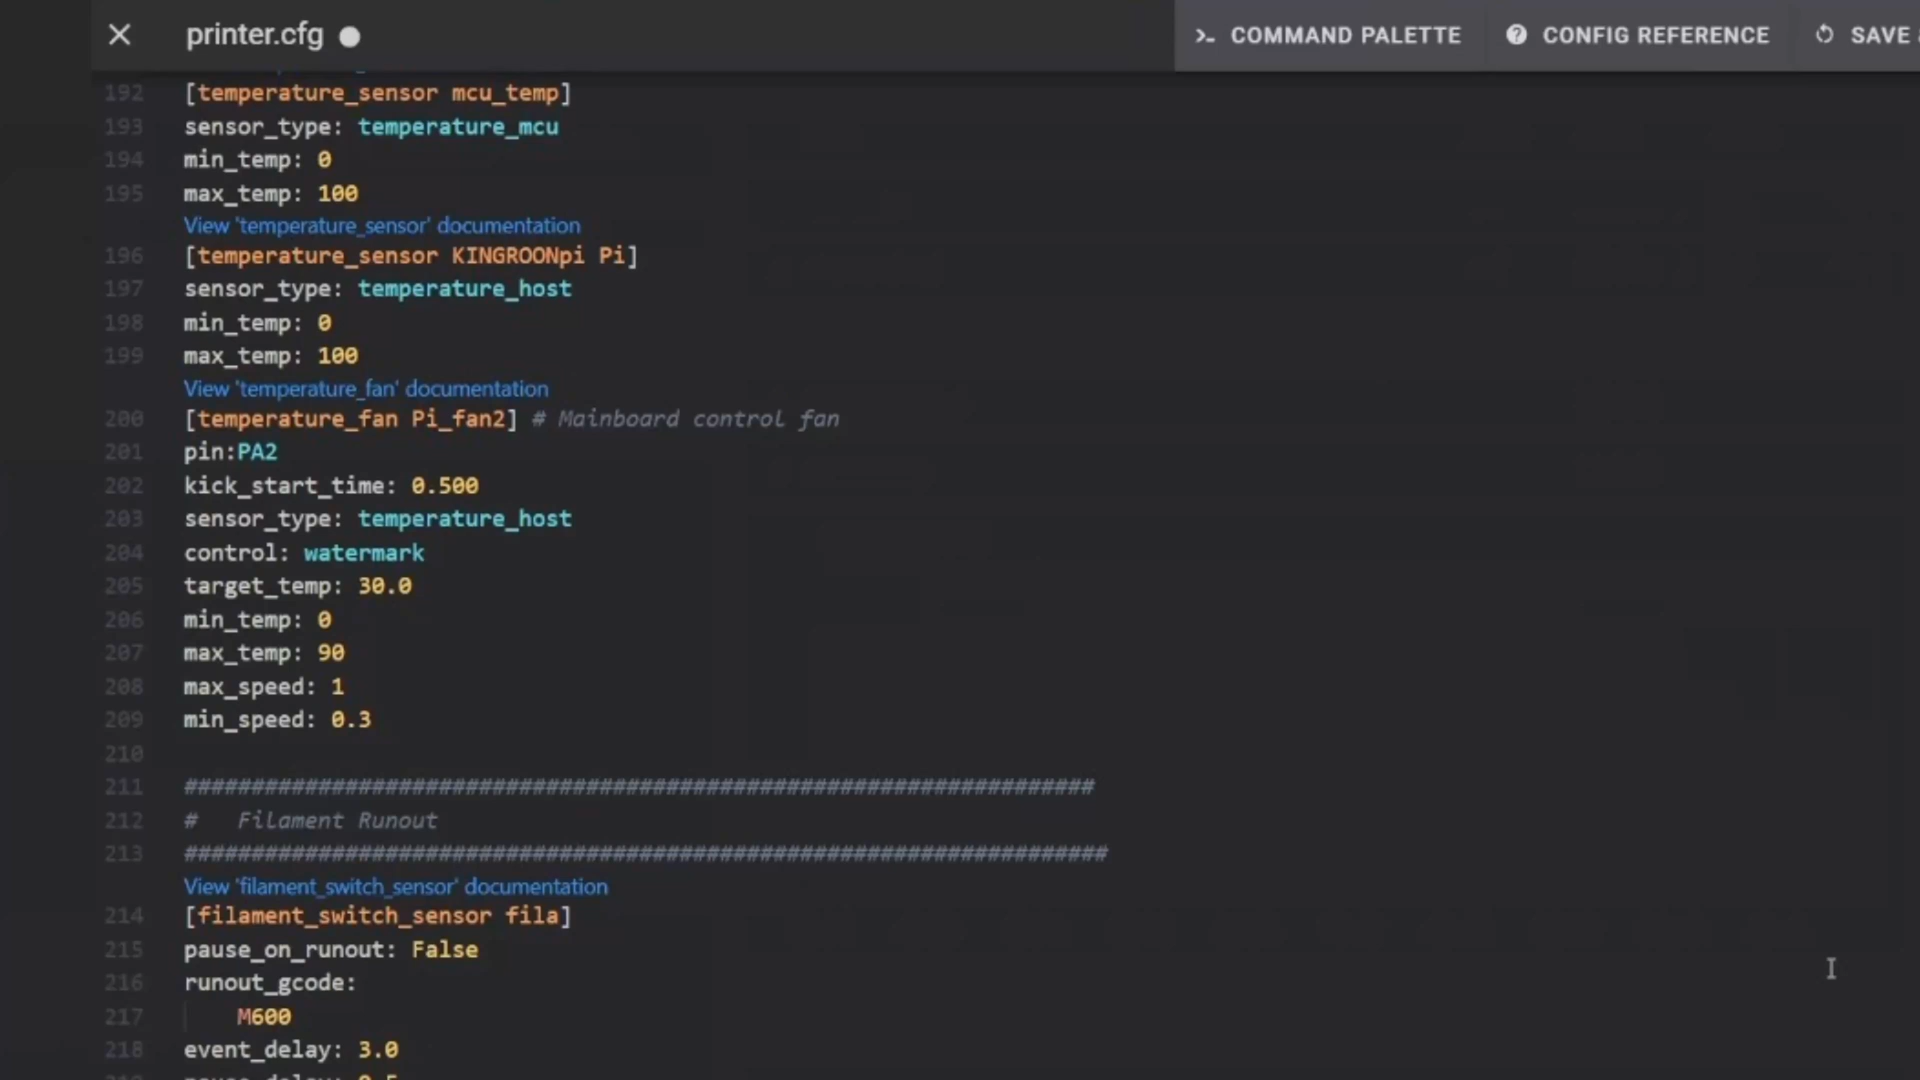 printer.cfg
COMMAND PALETTE
CONFIG REFERENCE
SAVE
192 [temperature_sensor mcu_temp]
193 sensor_type: temperature_mcu
194 min_temp: 0
195 max_temp: 100
View 'temperature_sensor' documentation
196 [temperature_sensor KINGROONpi Pi]
197 sensor_type: temperature_host
198 min_temp: 0
199 max_temp: 100
View 'temperature_fan' documentation
200 [temperature_fan Pi_fan2] # Mainboard control fan
201 pin:PA2
202 kick_start_time: 0.500
203 sensor_type: temperature_host
204 control: watermark
205 target_temp: 30.0
206 min_temp: 0
207 max_temp: 90
208 max_speed: 1
209 min_speed: 0.3
210
211 ####################################################################
212 #   Filament Runout
213 #####################################################################
View 'filament_switch_sensor' documentation
214 [filament_switch_sensor fila]
215 pause_on_runout: False
216 runout_gcode:
217     M600
218 event_delay: 3.0